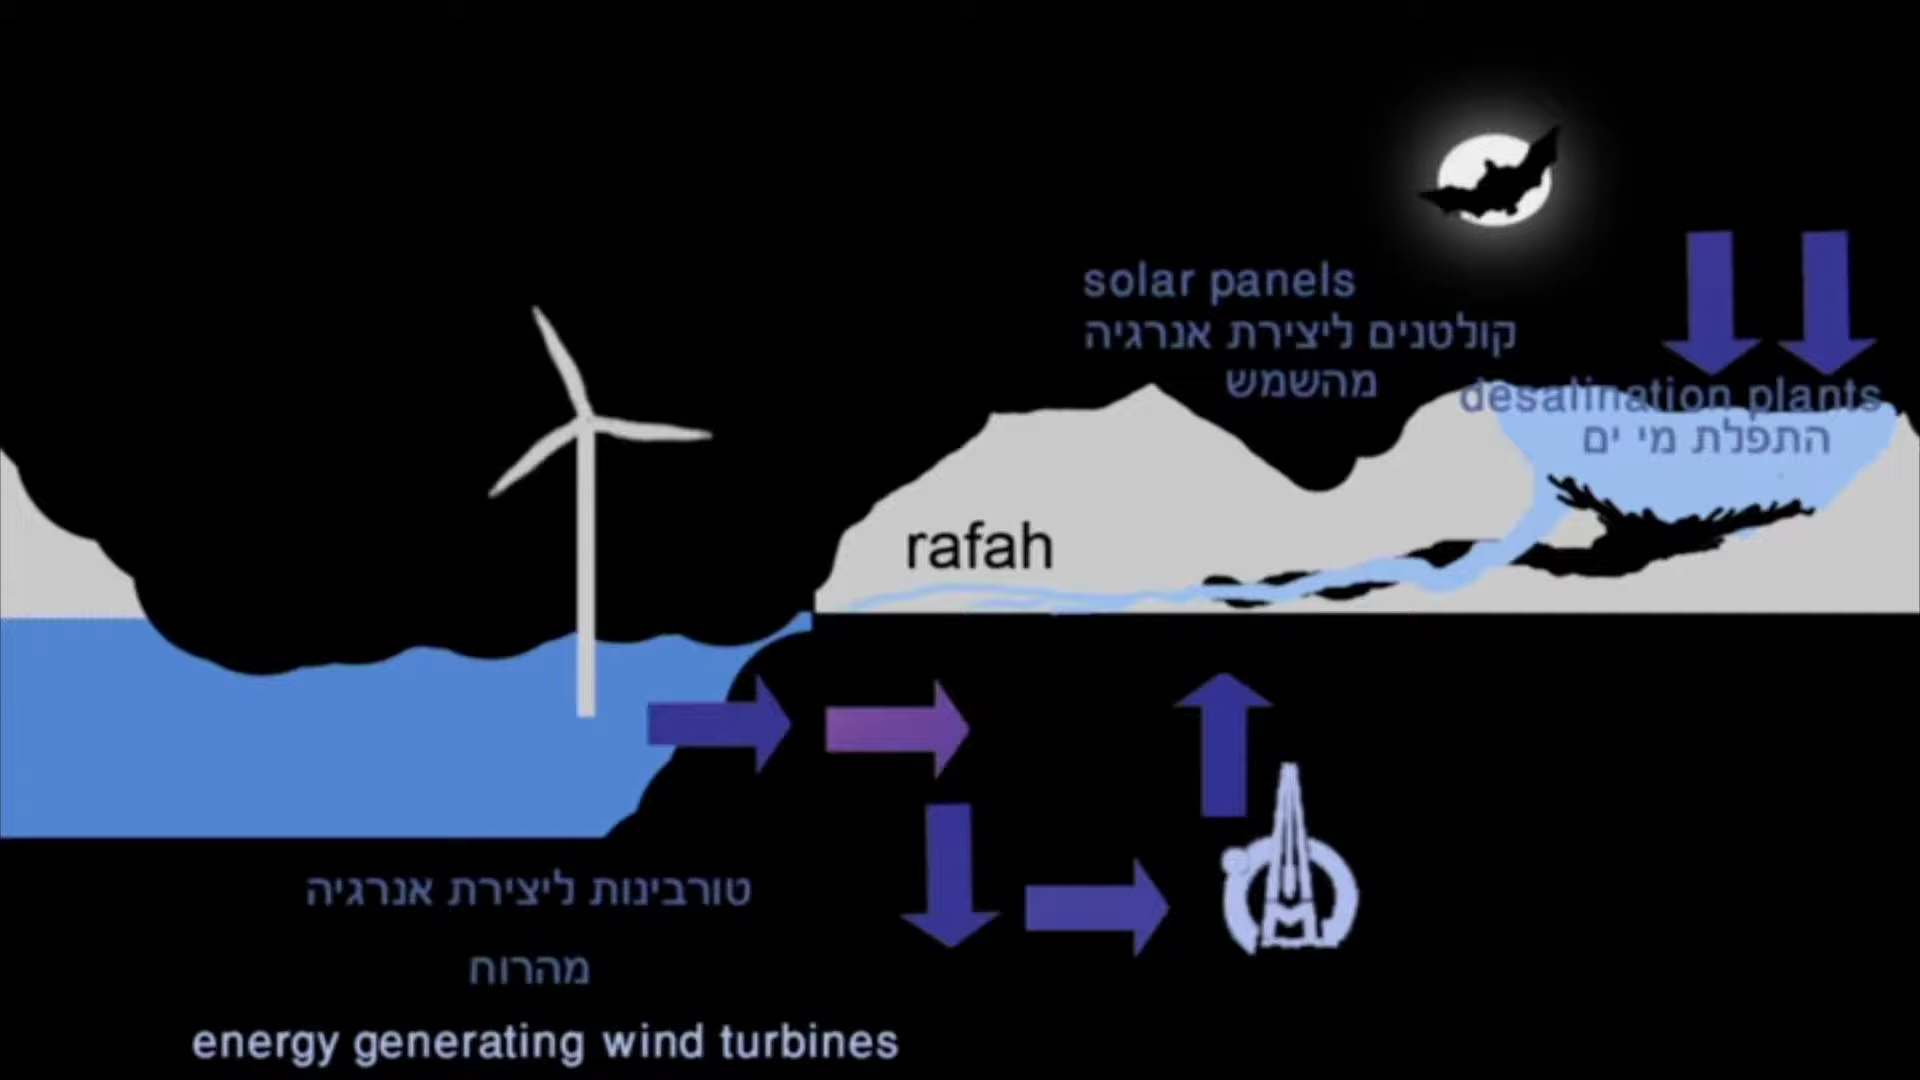 solar panels
קולטנים ליצירת אנרגיה
מהשמש
desalination plants
התפלת מי ים
rafah
טורבינות ליצירת אנרגיה
מהרוח
energy generating wind turbines